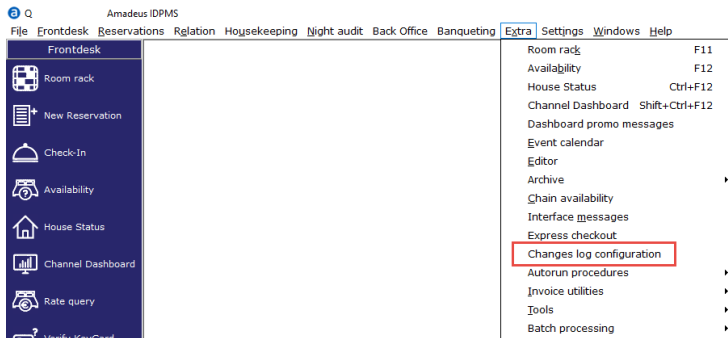 a Q Amadeus IDPMS
File Frontdesk Reservations Relation Housekeeping Night audit Back Office Banqueting Extra Settings Windows Help
Frontdesk
Room rack
New Reservation
Check-In
Availability
House Status
Channel Dashboard
Rate query
Verify KeyCard
Room rack F11
Availability F12
House Status Ctrl+F12
Channel Dashboard Shift+Ctrl+F12
Dashboard promo messages
Event calendar
Editor
Archive
Chain availability
Interface messages
Express checkout
Changes log configuration
Autorun procedures
Invoice utilities
Tools
Batch processing